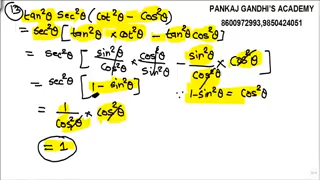 ⑬ tan²θ sec²θ (cot²θ - cos²θ)
PANKAJ GANDHI'S ACADEMY
8600972993,9850424051
= sec²θ [tan²θ × cot²θ - tan²θ cos²θ]
= sec²θ [sin²θ/cos²θ × cos²θ/sin²θ - sin²θ/cos²θ × cos²θ]
= sec²θ [1 - sin²θ] ∵ 1-sin²θ = cos²θ
= 1/cos²θ × cos²θ
= 1